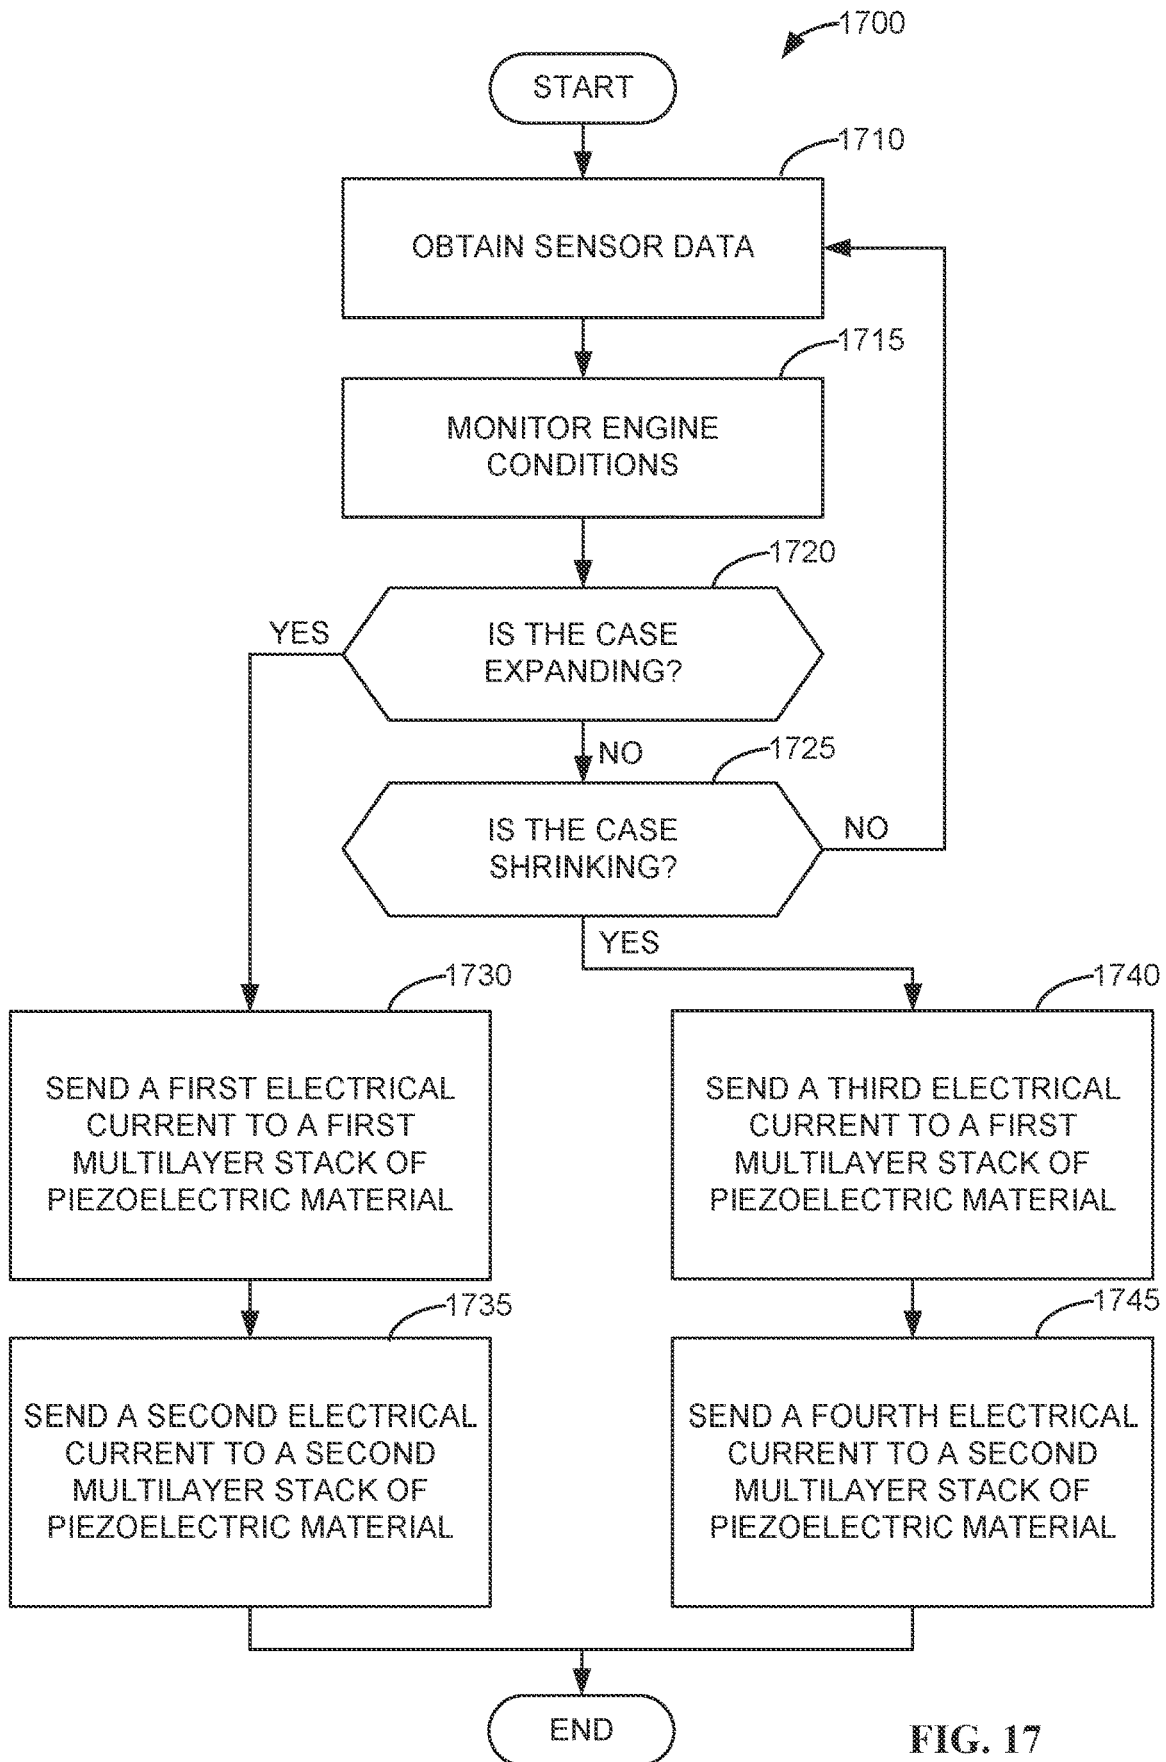 1700
START
1710
OBTAIN SENSOR DATA
1715
MONITOR ENGINE
CONDITIONS
1720
YES
IS THE CASE
EXPANDING?
NO
1725
IS THE CASE
SHRINKING?
NO
YES
1730
SEND A FIRST ELECTRICAL
CURRENT TO A FIRST
MULTILAYER STACK OF
PIEZOELECTRIC MATERIAL
1740
SEND A THIRD ELECTRICAL
CURRENT TO A FIRST
MULTILAYER STACK OF
PIEZOELECTRIC MATERIAL
1735
SEND A SECOND ELECTRICAL
CURRENT TO A SECOND
MULTILAYER STACK OF
PIEZOELECTRIC MATERIAL
1745
SEND A FOURTH ELECTRICAL
CURRENT TO A SECOND
MULTILAYER STACK OF
PIEZOELECTRIC MATERIAL
END
FIG. 17